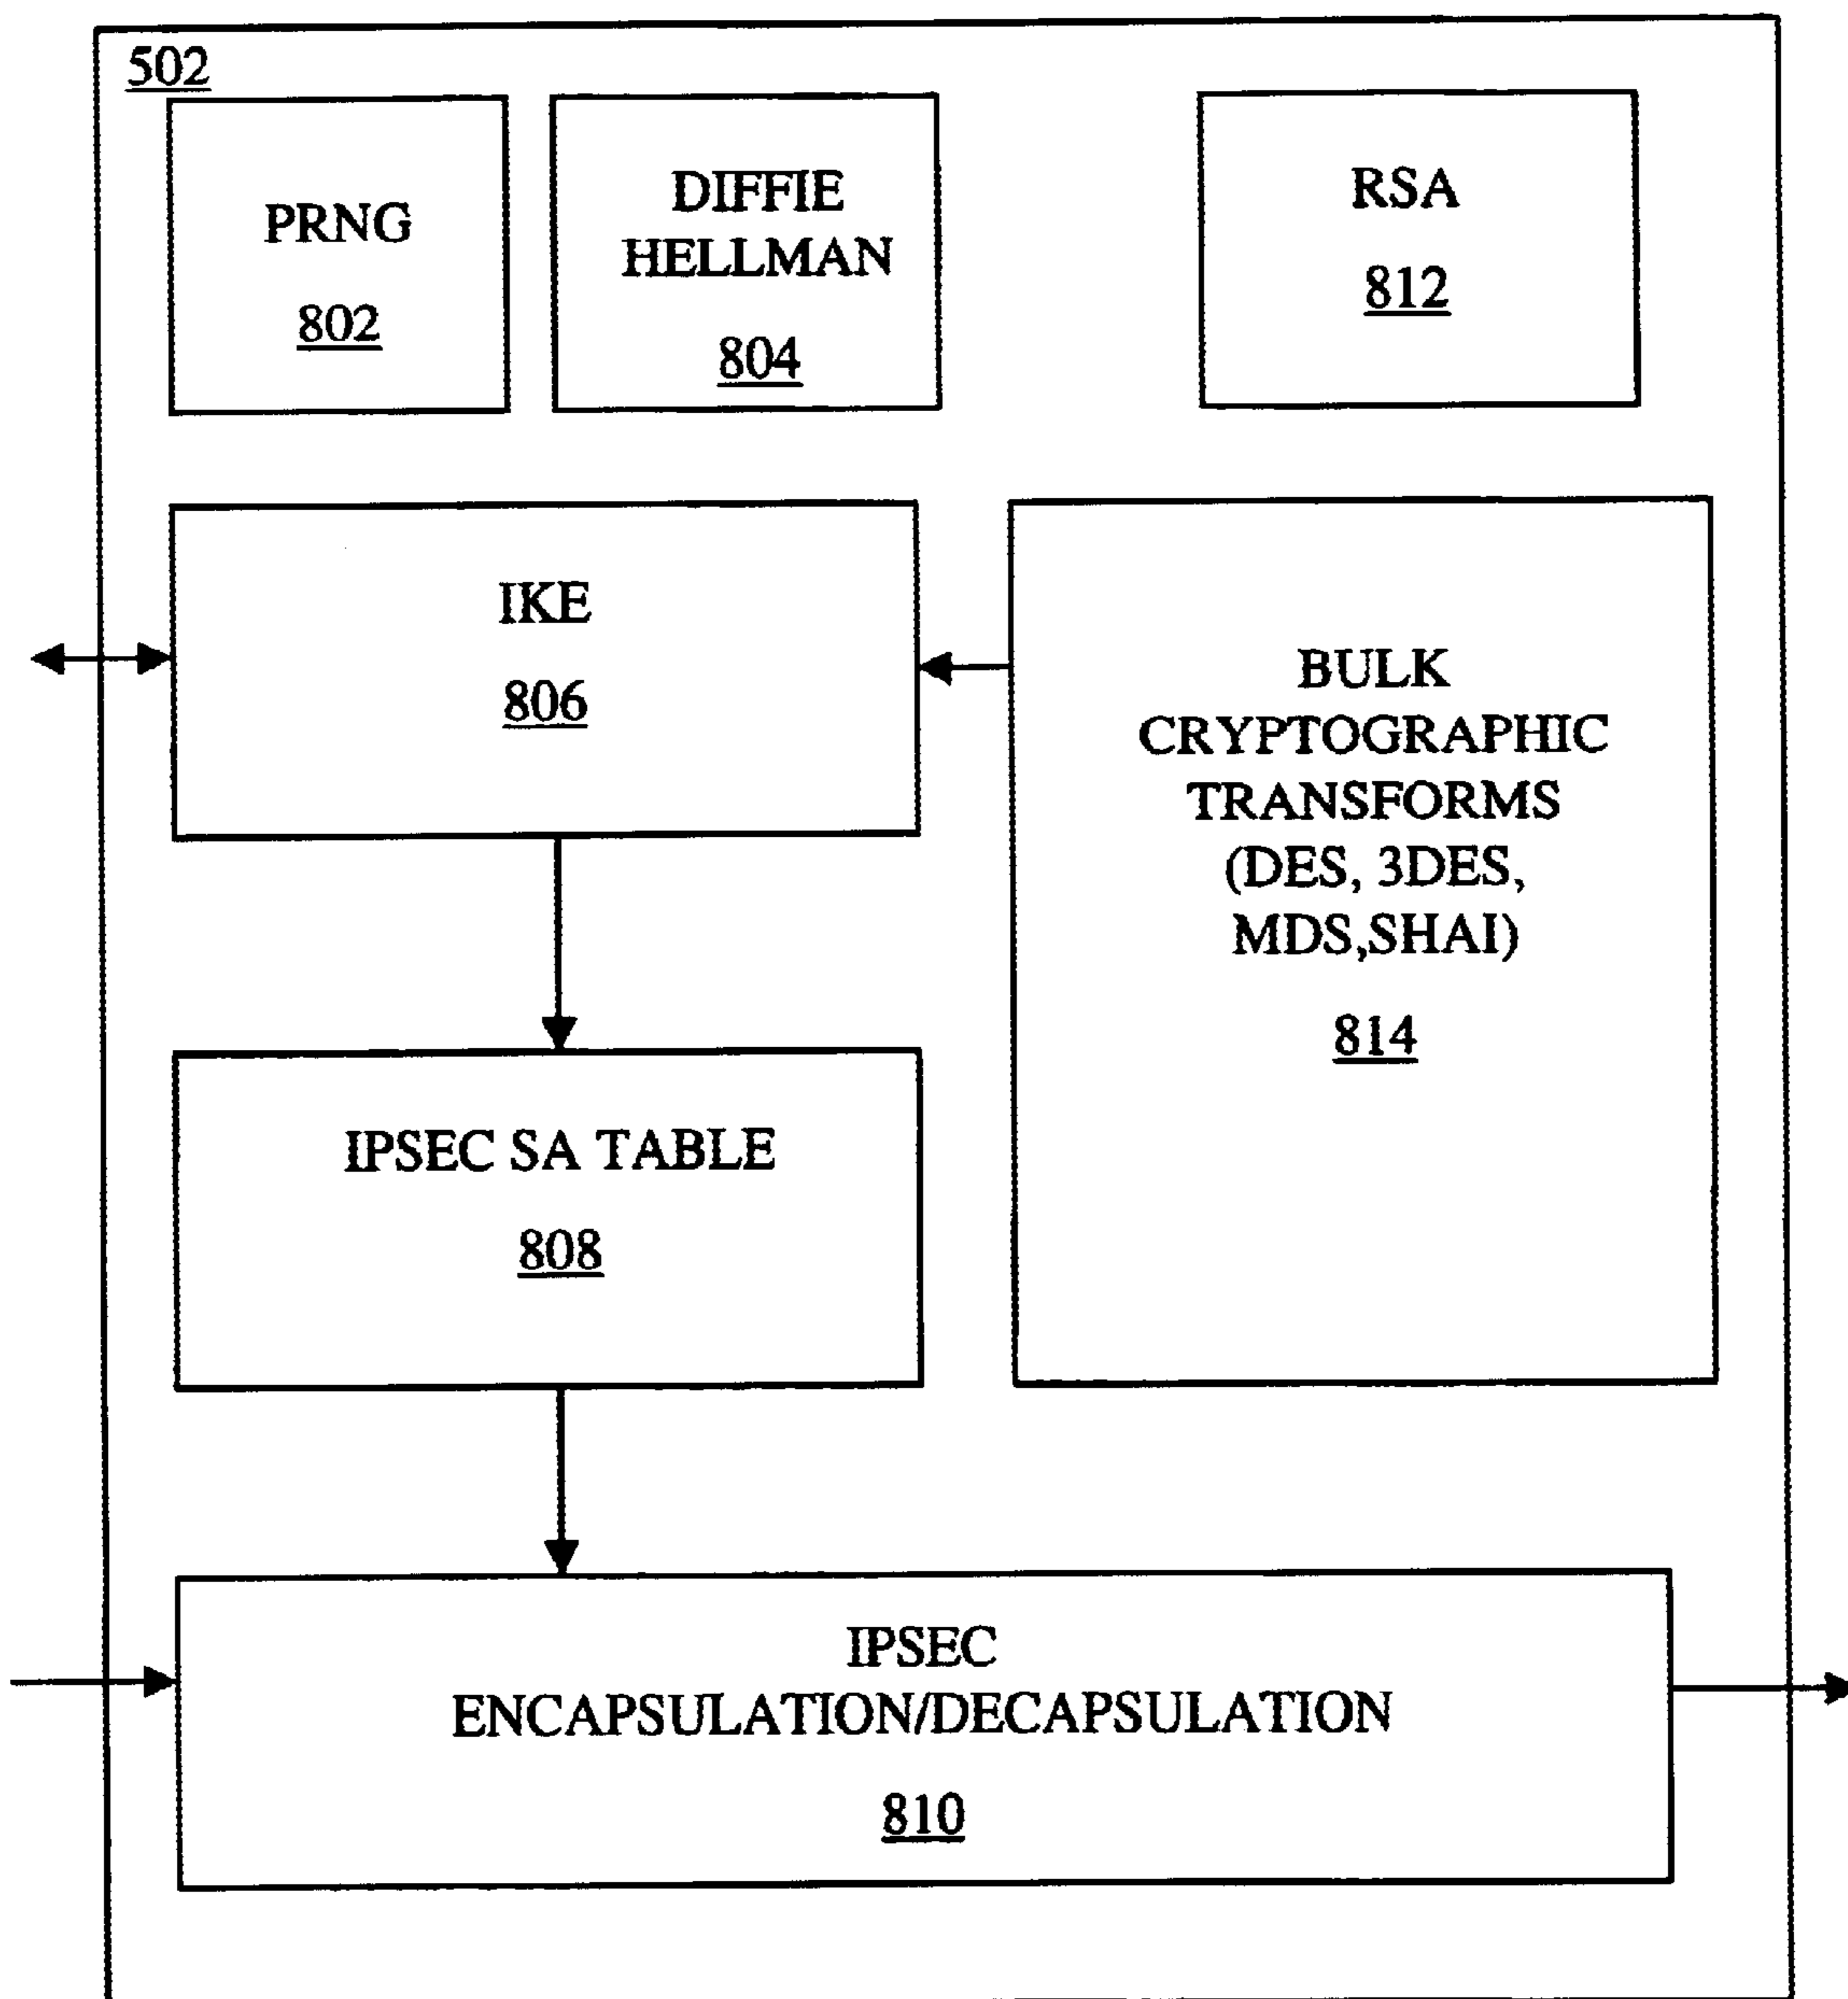 502
PRNG
802
DIFFIE
HELLMAN
804
RSA
812
IKE
806
BULK
CRYPTOGRAPHIC
TRANSFORMS
(DES, 3DES,
MDS,SHAI)
814
IPSEC SA TABLE
808
IPSEC
ENCAPSULATION/DECAPSULATION
810